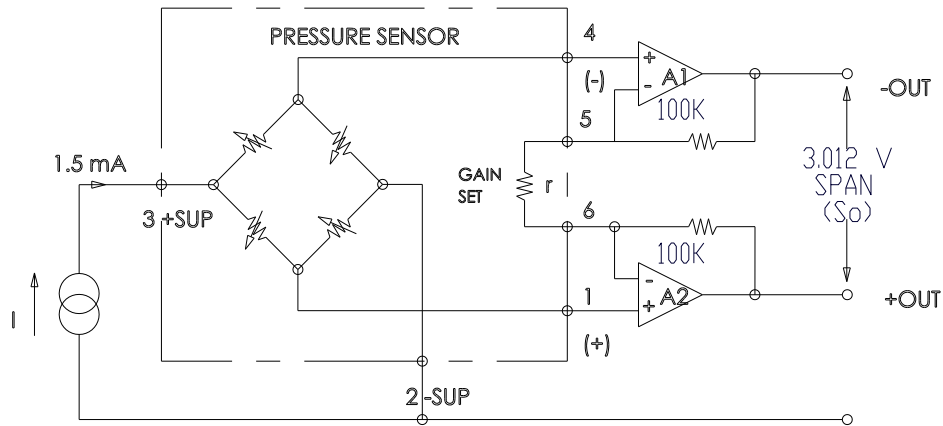 PRESSURE SENSOR
4
+
A1
-
(-)
100K
-OUT
5
1.5 mA
GAIN
SET
r
3.012 V
SPAN
(So)
3 +SUP
6
100K
-
A2
+
1
+OUT
I
(+)
2 -SUP